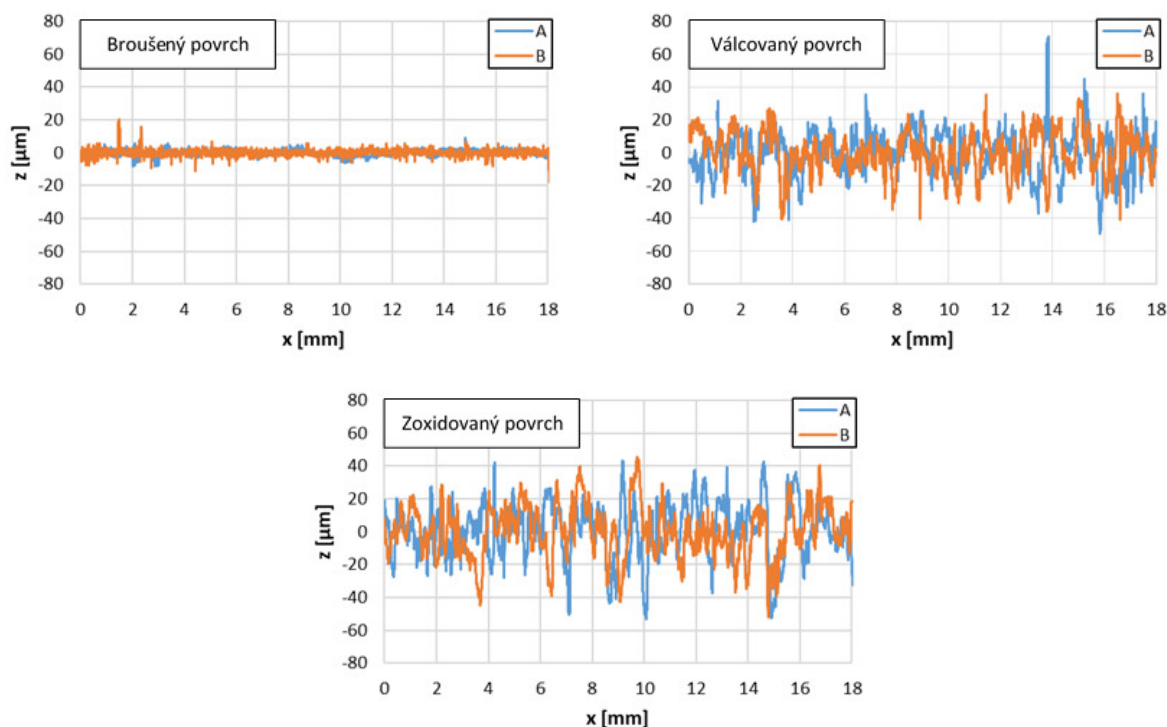 Broušený povrch
A
B
80
60
40
20
0
-20
-40
-60
-80
z [µm]
0 2 4 6 8 10 12 14 16 18
x [mm]
Válcovaný povrch
A
B
80
60
40
20
0
-20
-40
-60
-80
z [µm]
0 2 4 6 8 10 12 14 16 18
x [mm]
Zoxidovaný povrch
A
B
80
60
40
20
0
-20
-40
-60
-80
z [µm]
0 2 4 6 8 10 12 14 16 18
x [mm]